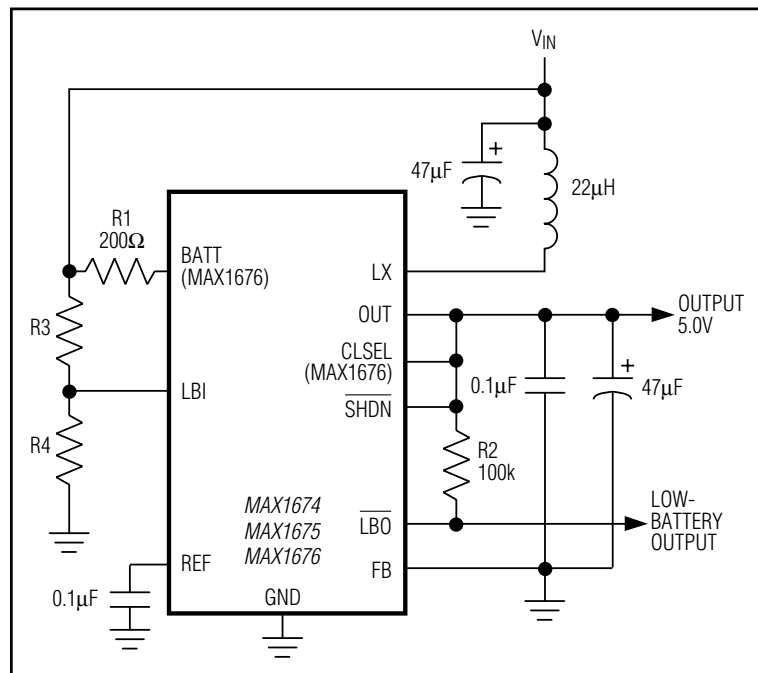 VIN
47µF
+
22µH
R1
200Ω
BATT
(MAX1676)
LX
R3
OUT
OUTPUT
5.0V
CLSEL
(MAX1676)
LBI
SHDN
0.1µF
+
47µF
R4
R2
100k
MAX1674
MAX1675
MAX1676
LBO
LOW-
BATTERY
OUTPUT
REF
FB
0.1µF
GND